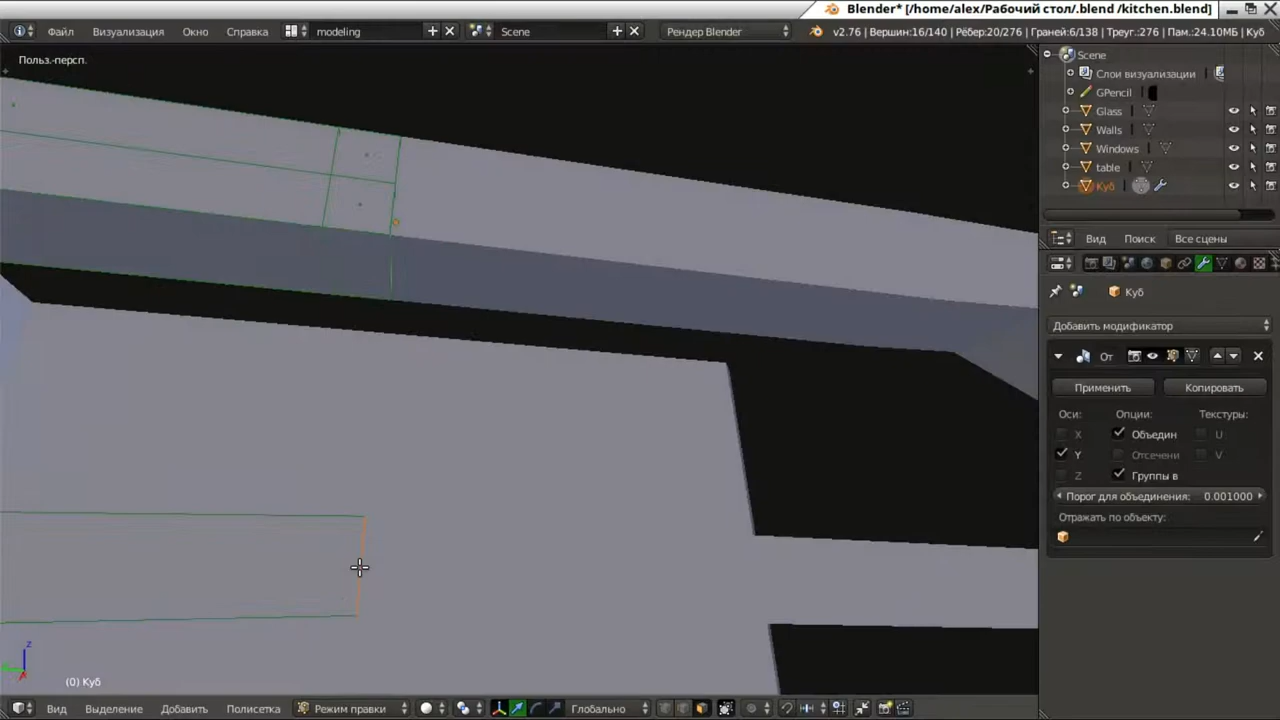 Blender* [/home/alex/Рабочий стол/.blend /kitchen.blend]
Файл Визуализация Окно Справка modeling Scene Рендер Blender v2.76 | Вершин:16/140 | Рёбер:20/276 | Граней:6/138 | Треуг.:276 | Пам.:24.10МБ | Куб
Польз.-персп.
Scene
Слои визуализации
GPencil
Glass
Walls
Windows
table
Куб
Вид Поиск Все сцены
Куб
Добавить модификатор
От
Применить Копировать
Оси: Опции: Текстуры:
X Объедин U
Y Отсечени V
Z Группы в
Порог для объединения: 0.001000
Отражать по объекту:
z
(0) Куб
Вид Выделение Добавить Полисетка Режим правки Глобально